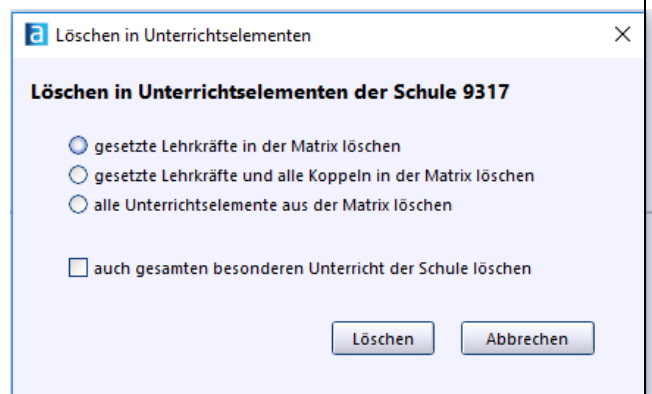 a Löschen in Unterrichtselementen
Löschen in Unterrichtselementen der Schule 9317
gesetzte Lehrkräfte in der Matrix löschen
gesetzte Lehrkräfte und alle Koppeln in der Matrix löschen
alle Unterrichtselemente aus der Matrix löschen
auch gesamten besonderen Unterricht der Schule löschen
Löschen Abbrechen